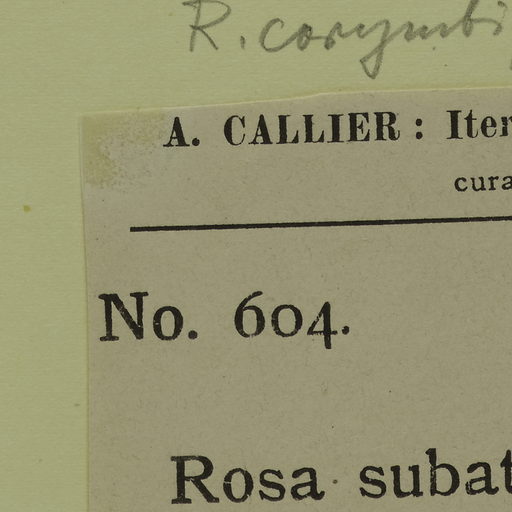 R. corymbi
A. CALLIER : Iter
cura
No. 604.
Rosa subat